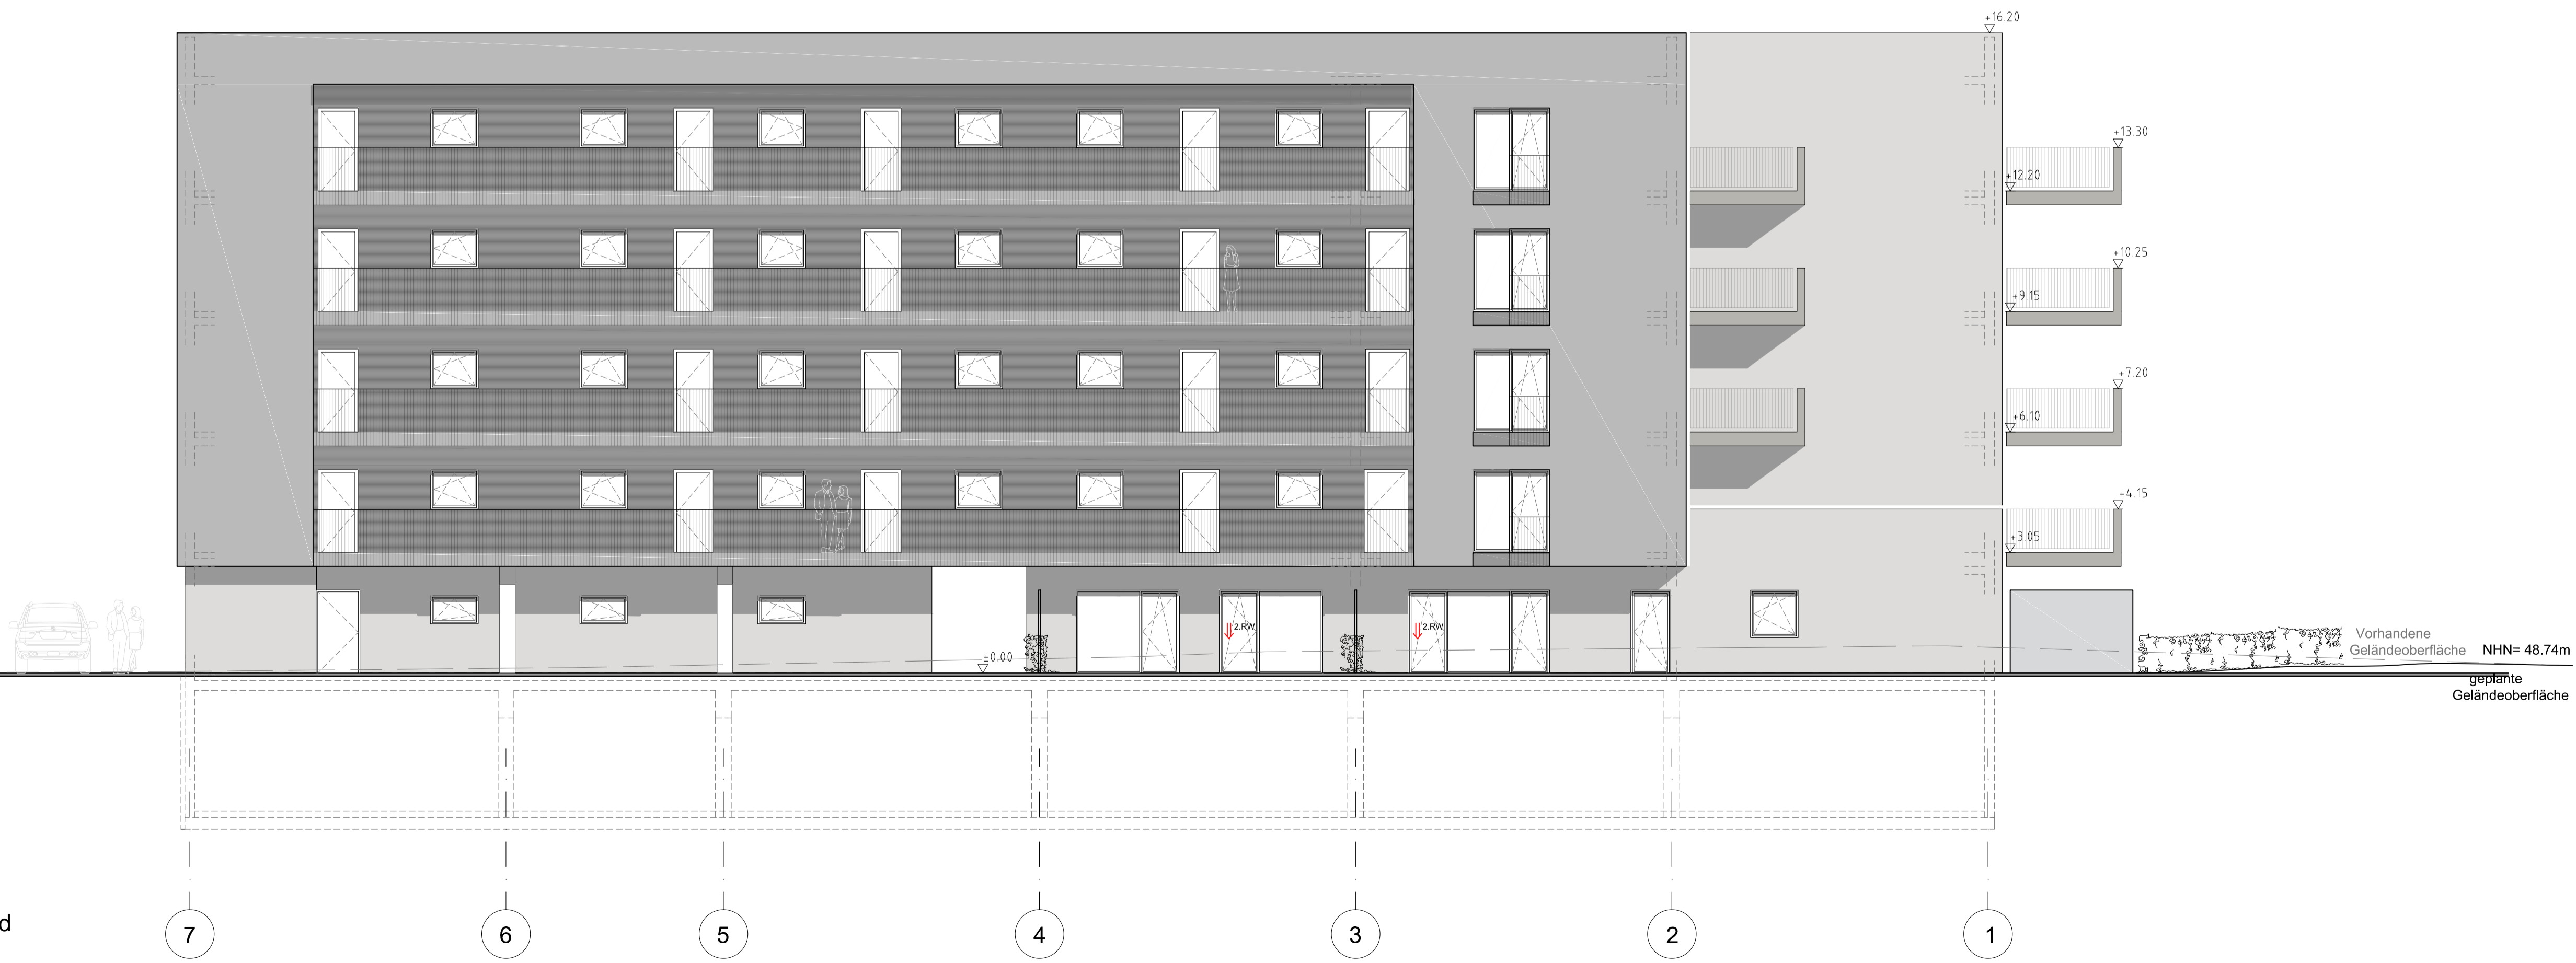 +16.20
+13.30
+12.20
+10.25
+9.15
+7.20
+6.10
+4.15
+3.05
2.RW
2.RW
±0.00
Vorhandene
Geländeoberfläche
NHN= 48.74m
geplante
Geländeoberfläche
d
7
6
5
4
3
2
1